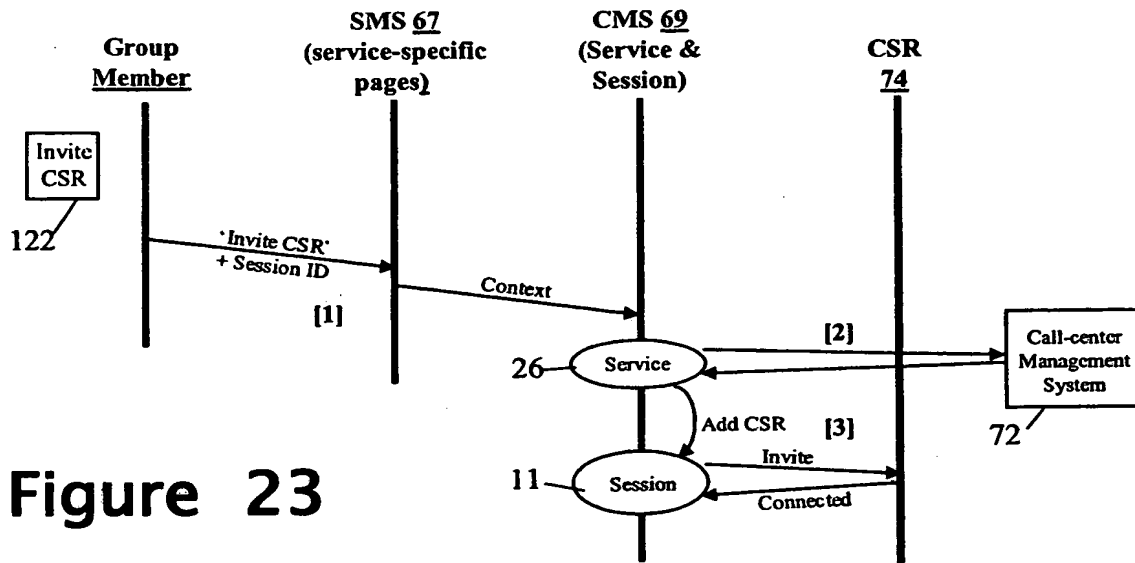 Group
Member
SMS 67
(service-specific
pages)
CMS 69
(Service &
Session)
CSR
74
Invite
CSR
122
'Invite CSR'
+ Session ID
[1]
Context
[2]
26
Service
Call-center
Management
System
72
Add CSR
[3]
Invite
11
Session
Connected
Figure 23